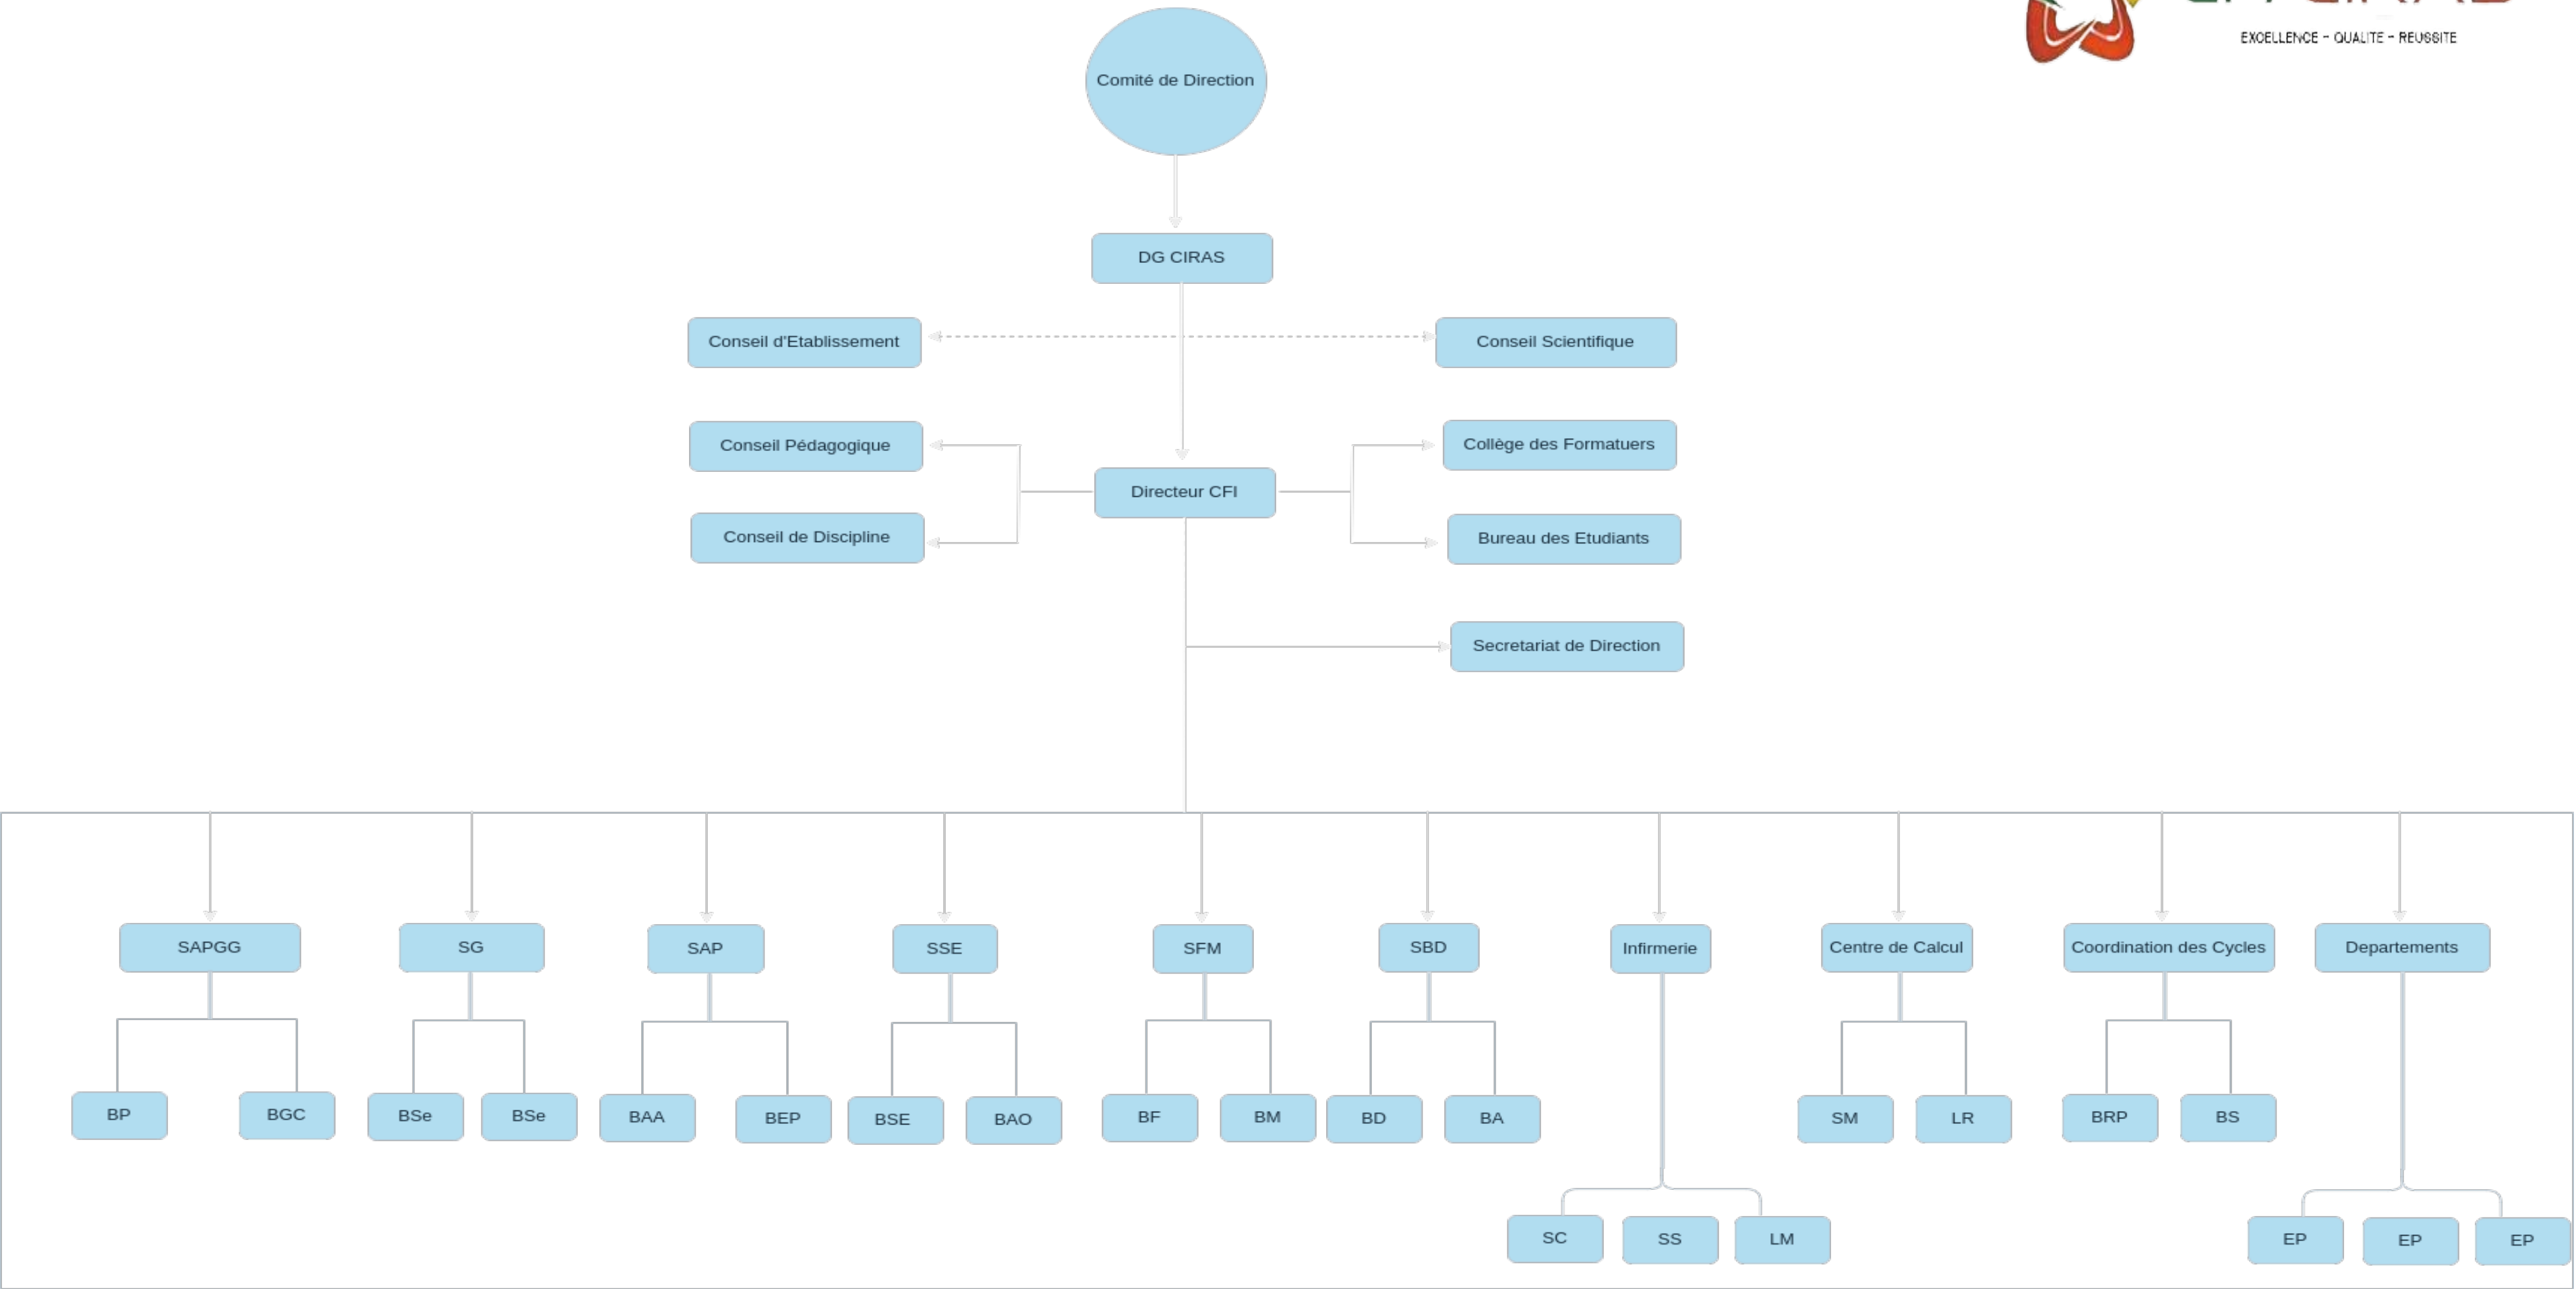 EXCELLENCE - QUALITE - REUSSITE
Comité de Direction
DG CIRAS
Conseil d'Etablissement
Conseil Scientifique
Conseil Pédagogique
Collège des Formatuers
Directeur CFI
Conseil de Discipline
Bureau des Etudiants
Secretariat de Direction
SAPGG
SG
SAP
SSE
SFM
SBD
Infirmerie
Centre de Calcul
Coordination des Cycles
Departements
BP
BGC
BSe
BSe
BAA
BEP
BSE
BAO
BF
BM
BD
BA
SM
LR
BRP
BS
SC
SS
LM
EP
EP
EP